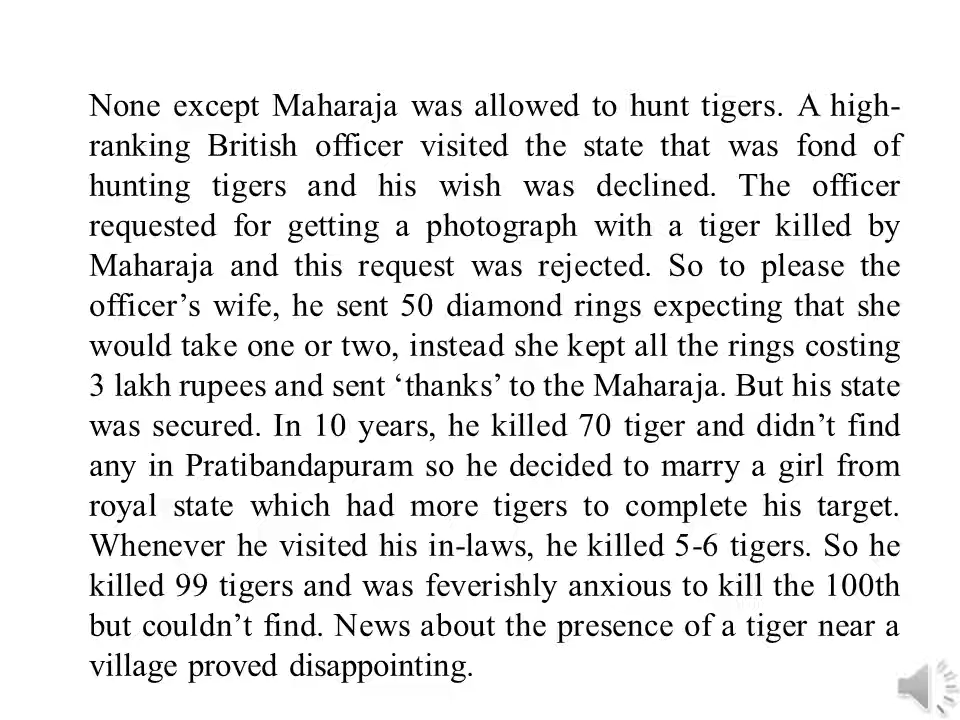 None except Maharaja was allowed to hunt tigers. A high-
ranking British officer visited the state that was fond of
hunting tigers and his wish was declined. The officer
requested for getting a photograph with a tiger killed by
Maharaja and this request was rejected. So to please the
officer’s wife, he sent 50 diamond rings expecting that she
would take one or two, instead she kept all the rings costing
3 lakh rupees and sent ‘thanks’ to the Maharaja. But his state
was secured. In 10 years, he killed 70 tiger and didn’t find
any in Pratibandapuram so he decided to marry a girl from
royal state which had more tigers to complete his target.
Whenever he visited his in-laws, he killed 5-6 tigers. So he
killed 99 tigers and was feverishly anxious to kill the 100th
but couldn’t find. News about the presence of a tiger near a
village proved disappointing.